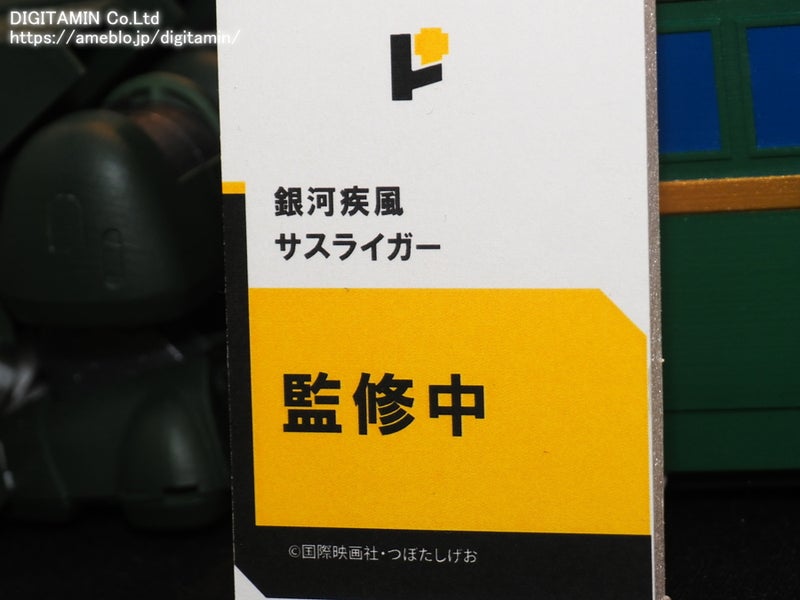 DIGITAMIN Co.Ltd
https://ameblo.jp/digitamin/
銀河疾風
サスライガー
監修中
©国際映画社・つぼたしげお